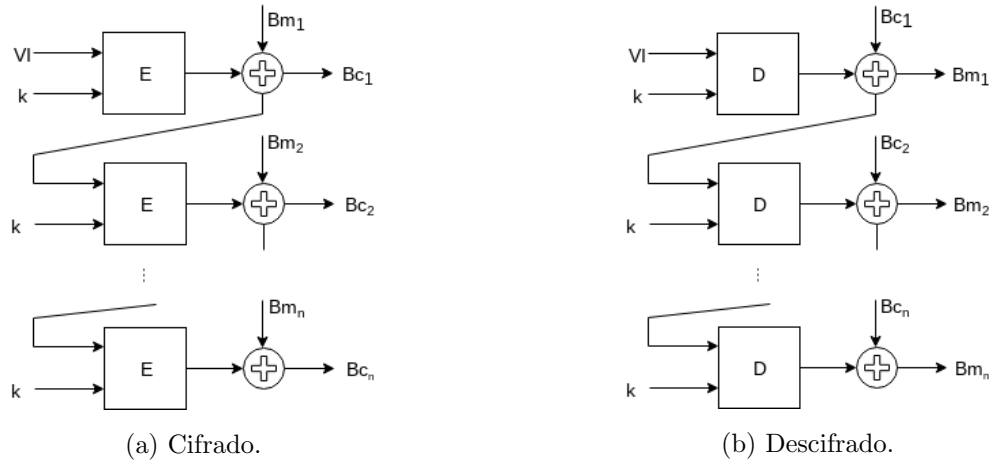 Bm1
VI
E
Bc1
k
Bm2
E
Bc2
k
⋮
Bmn
E
Bcn
k
(a) Cifrado.
Bc1
VI
D
Bm1
k
Bc2
D
Bm2
k
⋮
Bcn
D
Bmn
k
(b) Descifrado.